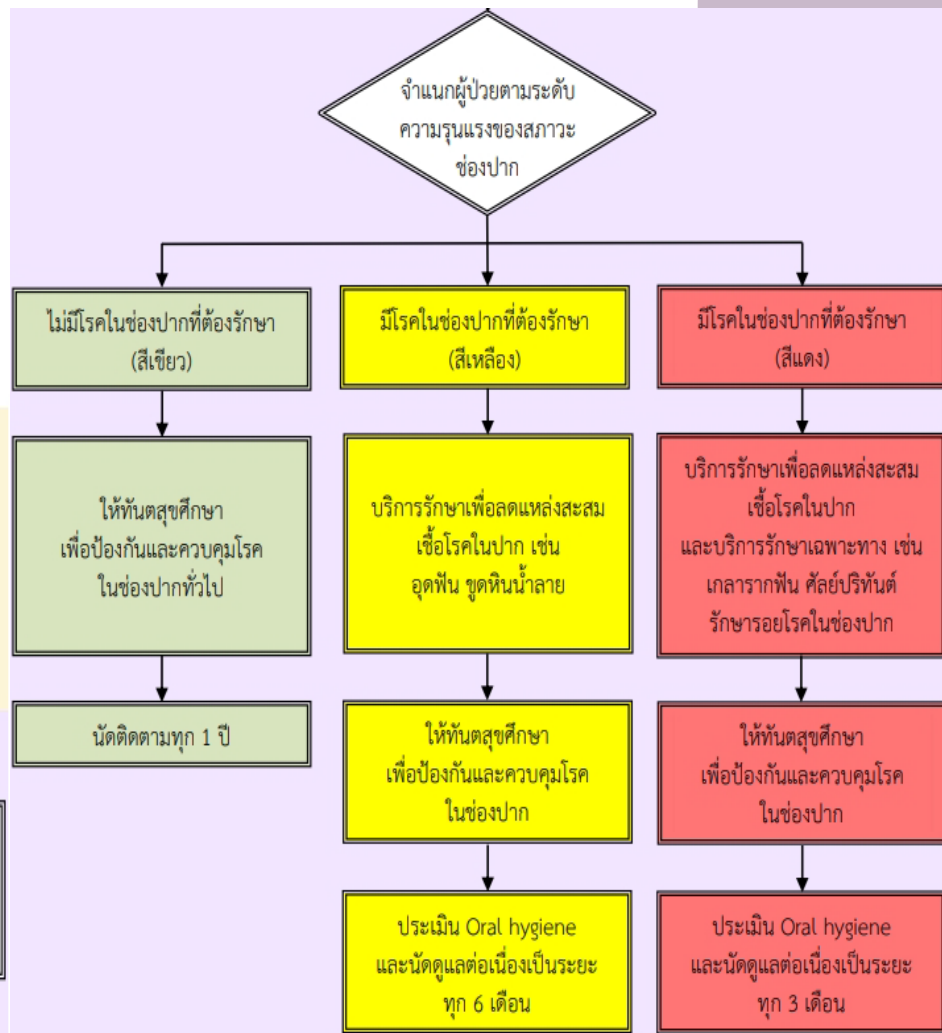 จำแนกผู้ป่วยตามระดับ
ความรุนแรงของสภาวะ
ช่องปาก
ไม่มีโรคในช่องปากที่ต้องรักษา
(สีเขียว)
ให้ทันตสุขศึกษา
เพื่อป้องกันและควบคุมโรค
ในช่องปากทั่วไป
นัดติดตามทุก 1 ปี
มีโรคในช่องปากที่ต้องรักษา
(สีเหลือง)
บริการรักษาเพื่อลดแหล่งสะสม
เชื้อโรคในปาก เช่น
อุดฟัน ขูดหินน้ำลาย
ให้ทันตสุขศึกษา
เพื่อป้องกันและควบคุมโรค
ในช่องปาก
ประเมิน Oral hygiene
และนัดดูแลต่อเนื่องเป็นระยะ
ทุก 6 เดือน
มีโรคในช่องปากที่ต้องรักษา
(สีแดง)
บริการรักษาเพื่อลดแหล่งสะสม
เชื้อโรคในปาก
และบริการรักษาเฉพาะทาง เช่น
เกลารากฟัน ศัลย์ปริทันต์
รักษารอยโรคในช่องปาก
ให้ทันตสุขศึกษา
เพื่อป้องกันและควบคุมโรค
ในช่องปาก
ประเมิน Oral hygiene
และนัดดูแลต่อเนื่องเป็นระยะ
ทุก 3 เดือน